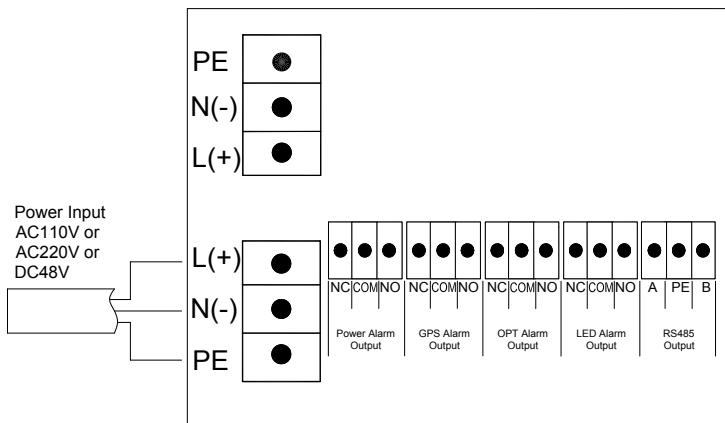 PE
N(-)
L(+)
Power Input
AC110V or
AC220V or
DC48V
L(+)
N(-)
PE
NC COM NO NC COM NO NC COM NO NC COM NO A PE B
Power Alarm Output
GPS Alarm Output
OPT Alarm Output
LED Alarm Output
RS485 Output